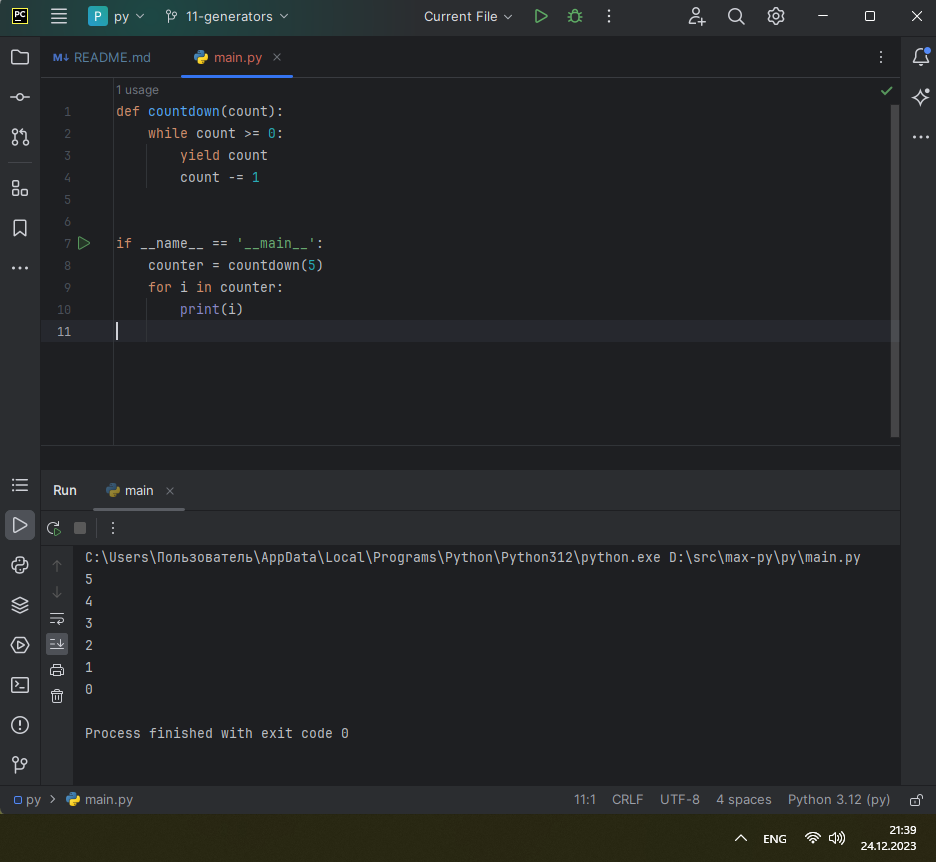 PC P py 11-generators Current File
M↓ README.md main.py
1 usage
1 def countdown(count):
2     while count >= 0:
3         yield count
4         count -= 1
5
6
7 if __name__ == '__main__':
8     counter = countdown(5)
9     for i in counter:
10         print(i)
11
Run main
C:\Users\Пользователь\AppData\Local\Programs\Python\Python312\python.exe D:\src\max-py\py\main.py
5
4
3
2
1
0
Process finished with exit code 0
py > main.py 11:1 CRLF UTF-8 4 spaces Python 3.12 (py)
ENG 21:39
24.12.2023